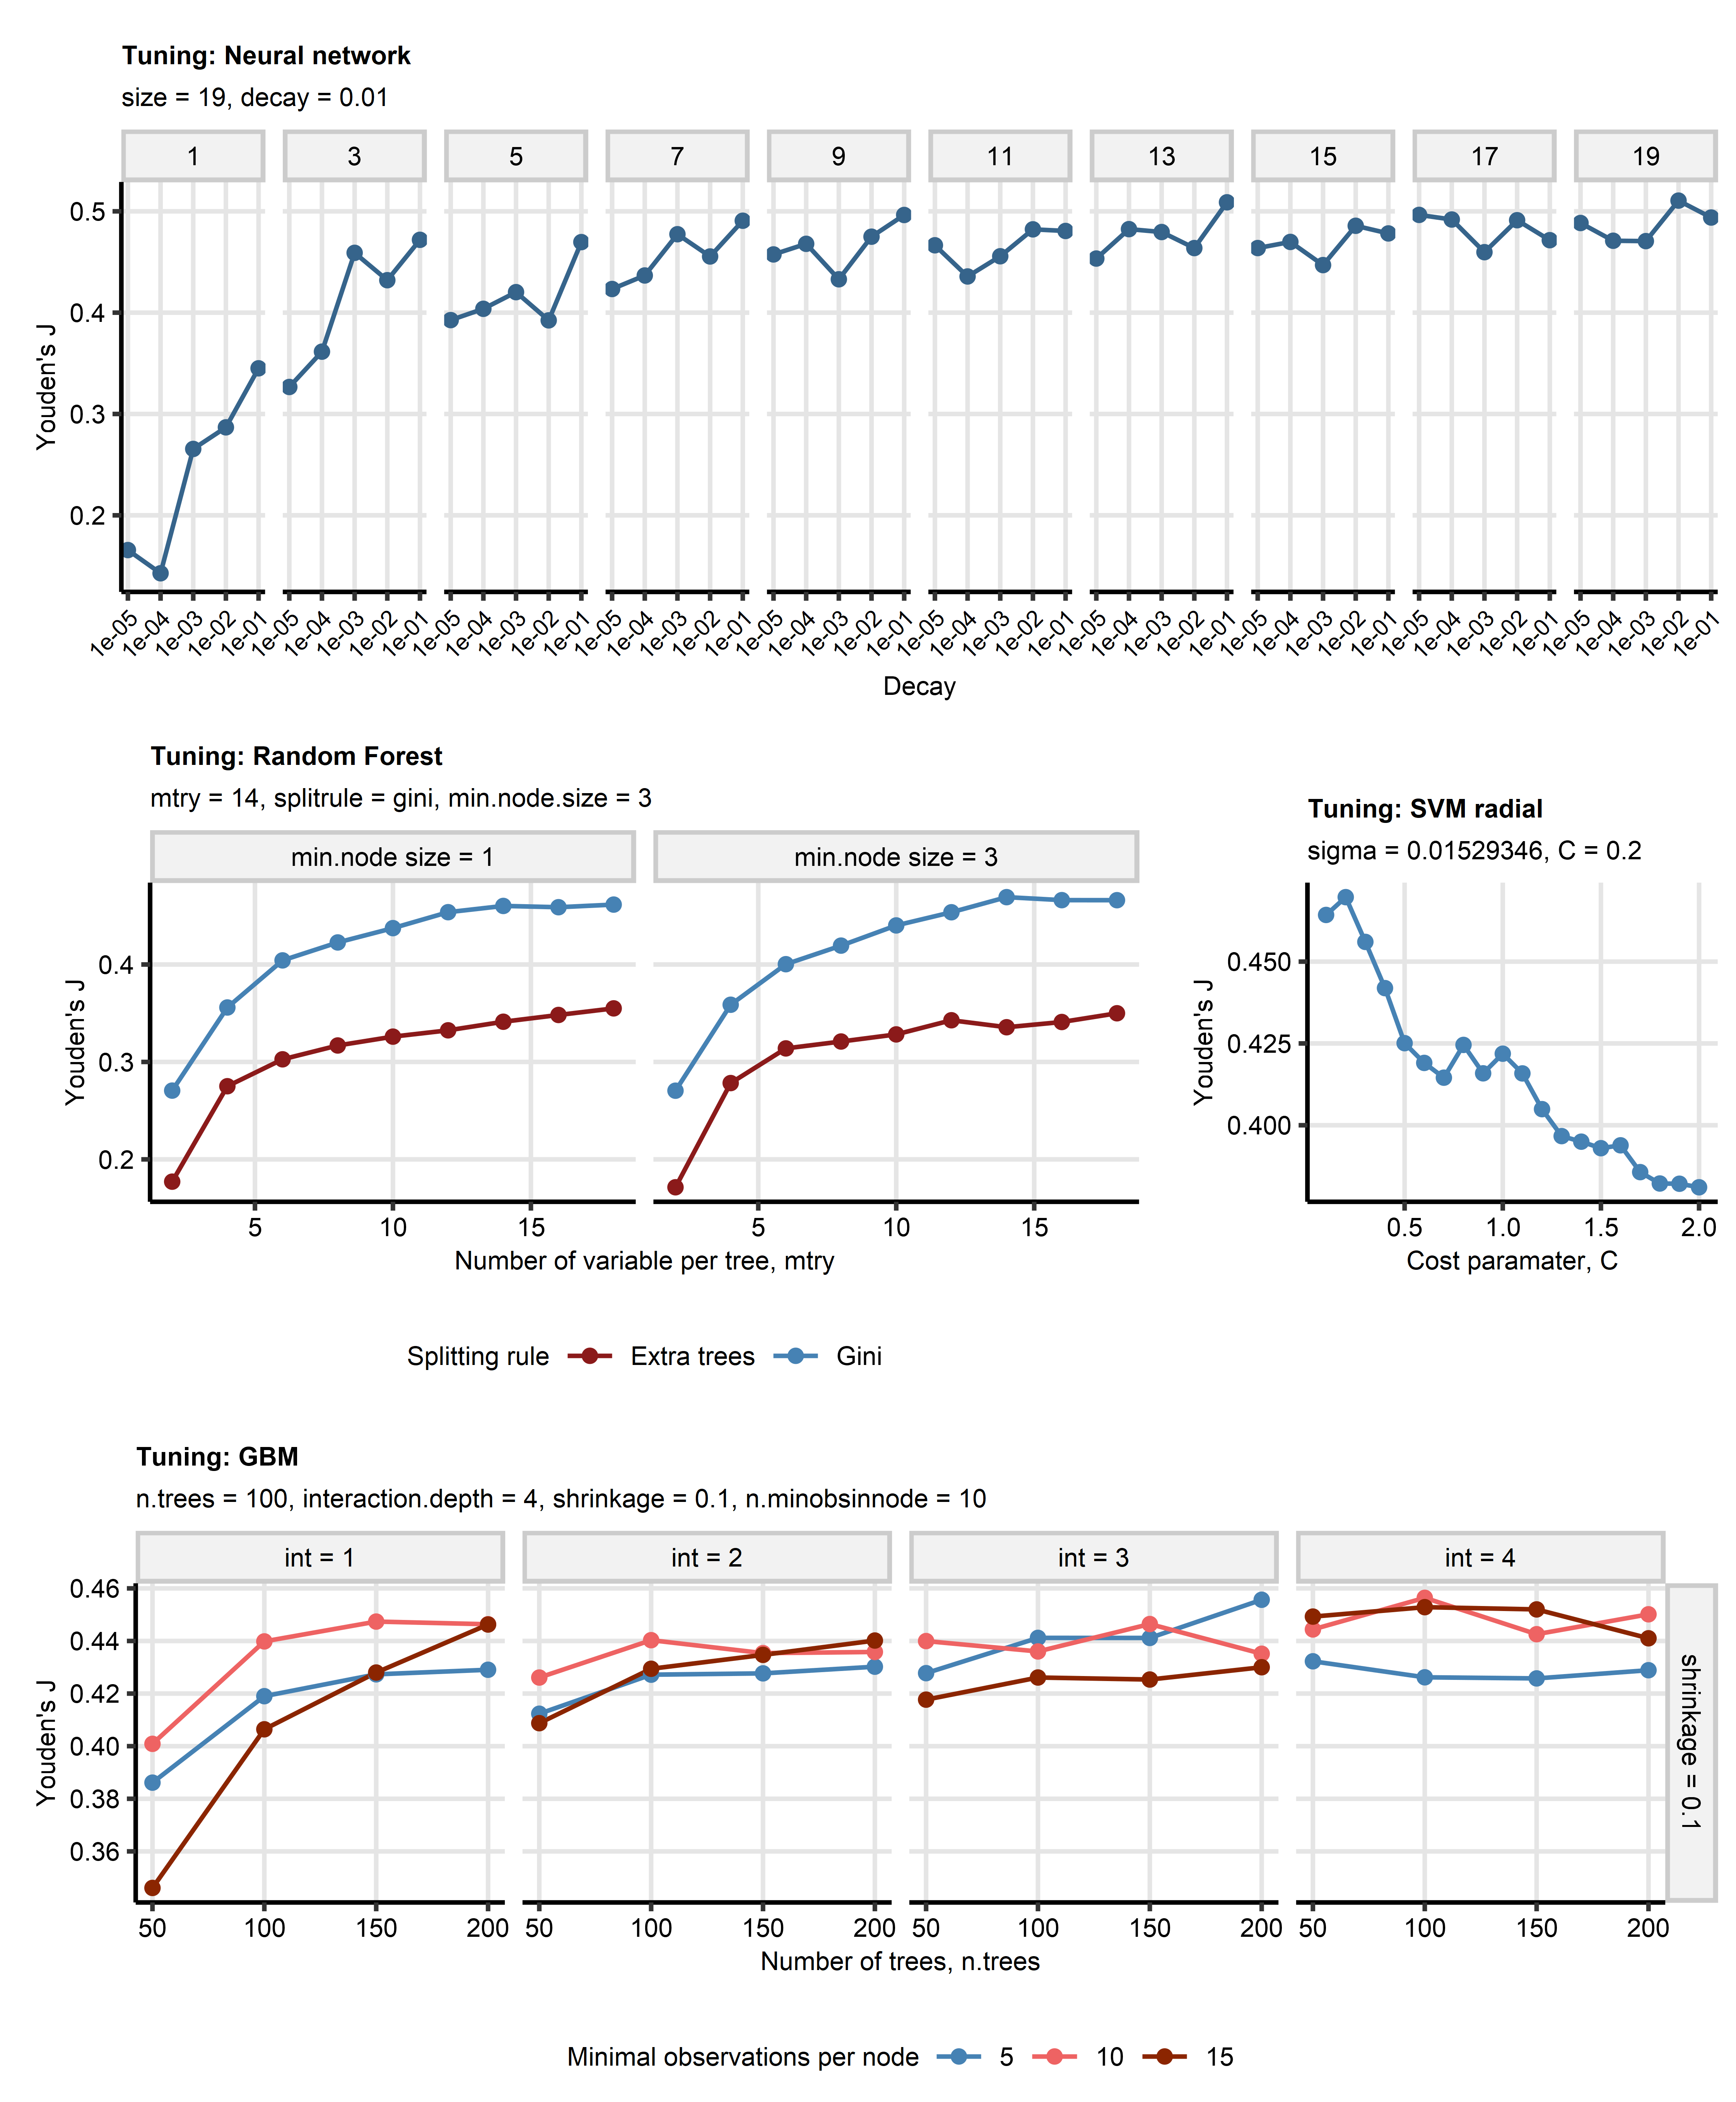 Tuning: Neural network
size = 19, decay = 0.01
1 3 5 7 9 11 13 15 17 19
0.5
0.4
0.3
0.2
Youden's J
1e-05 1e-04 1e-03 1e-02 1e-01 1e-05 1e-04 1e-03 1e-02 1e-01 1e-05 1e-04 1e-03 1e-02 1e-01 1e-05 1e-04 1e-03 1e-02 1e-01 1e-05 1e-04 1e-03 1e-02 1e-01 1e-05 1e-04 1e-03 1e-02 1e-01 1e-05 1e-04 1e-03 1e-02 1e-01 1e-05 1e-04 1e-03 1e-02 1e-01 1e-05 1e-04 1e-03 1e-02 1e-01 1e-05 1e-04 1e-03 1e-02 1e-01
Decay
Tuning: Random Forest
mtry = 14, splitrule = gini, min.node.size = 3
min.node size = 1 min.node size = 3
0.4
0.3
0.2
Youden's J
5 10 15 5 10 15
Number of variable per tree, mtry
Splitting rule Extra trees Gini
Tuning: SVM radial
sigma = 0.01529346, C = 0.2
0.450
0.425
0.400
Youden's J
0.5 1.0 1.5 2.0
Cost paramater, C
Tuning: GBM
n.trees = 100, interaction.depth = 4, shrinkage = 0.1, n.minobsinnode = 10
int = 1 int = 2 int = 3 int = 4
0.46
0.44
0.42
0.40
0.38
0.36
Youden's J
shrinkage = 0.1
50 100 150 200 50 100 150 200 50 100 150 200 50 100 150 200
Number of trees, n.trees
Minimal observations per node 5 10 15